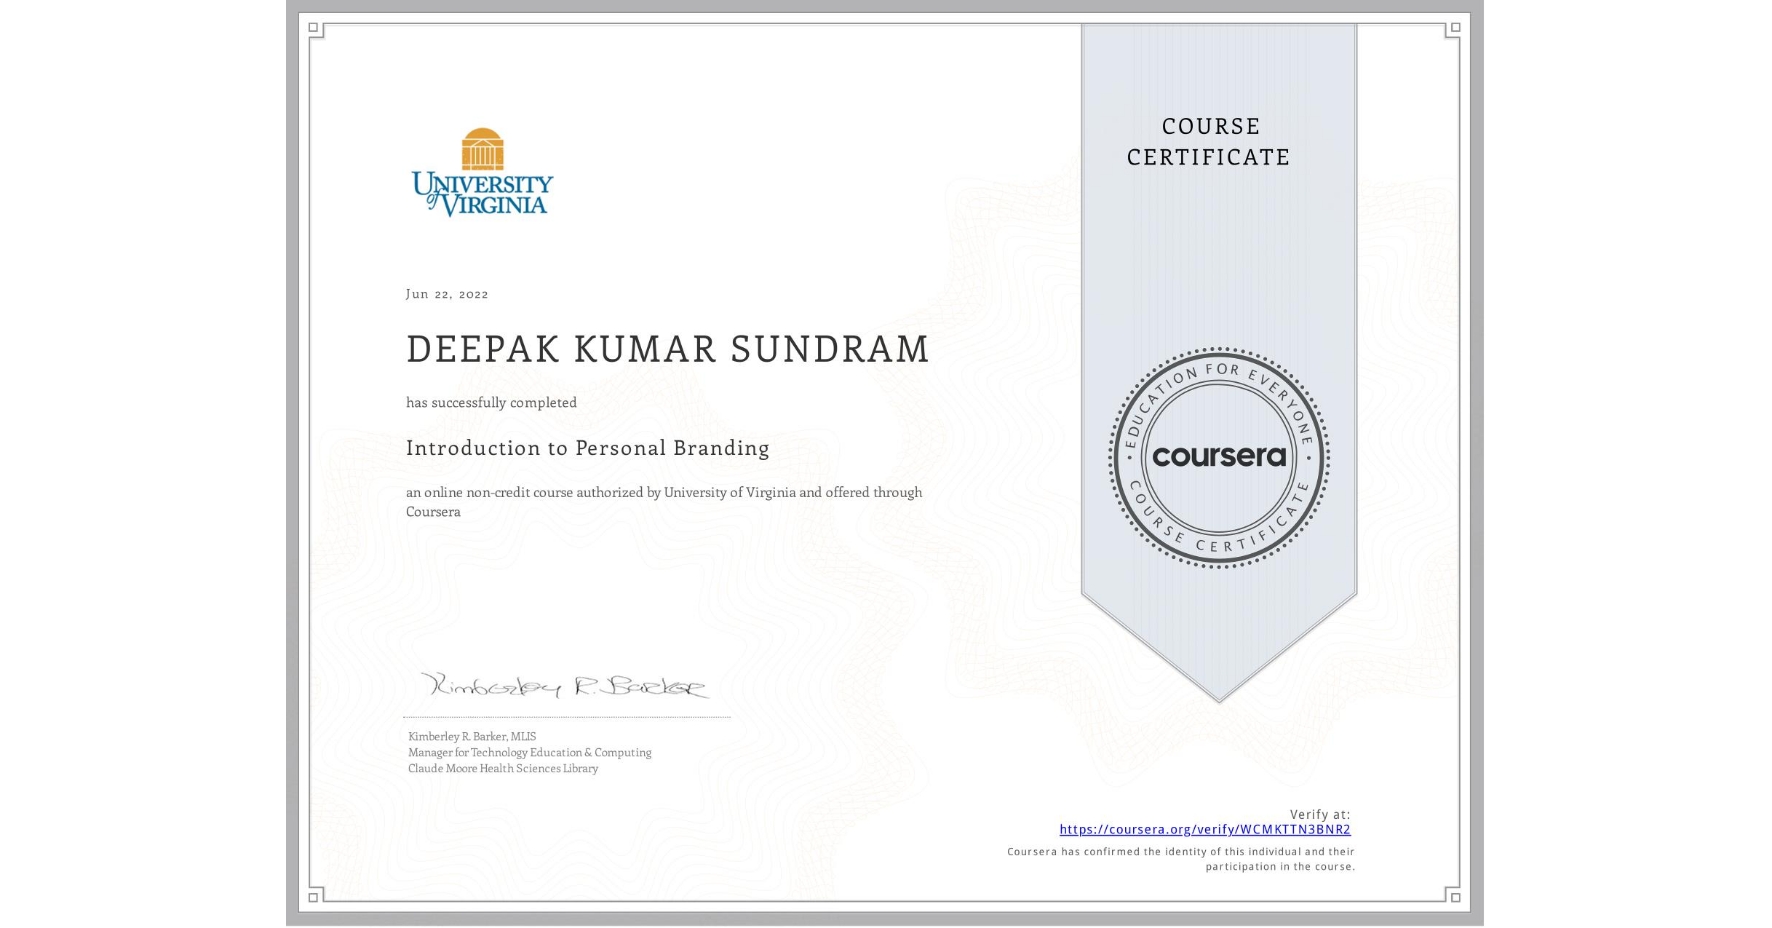 UNIVERSITY
of VIRGINIA
COURSE
CERTIFICATE
Jun 22, 2022
DEEPAK KUMAR SUNDRAM
has successfully completed
Introduction to Personal Branding
an online non-credit course authorized by University of Virginia and offered through
Coursera
EDUCATION FOR EVERYONE
coursera
COURSE CERTIFICATE
Kimberley R. Barker
Kimberley R. Barker, MLIS
Manager for Technology Education & Computing
Claude Moore Health Sciences Library
Verify at:
https://coursera.org/verify/WCMKTTN3BNR2
Coursera has confirmed the identity of this individual and their
participation in the course.